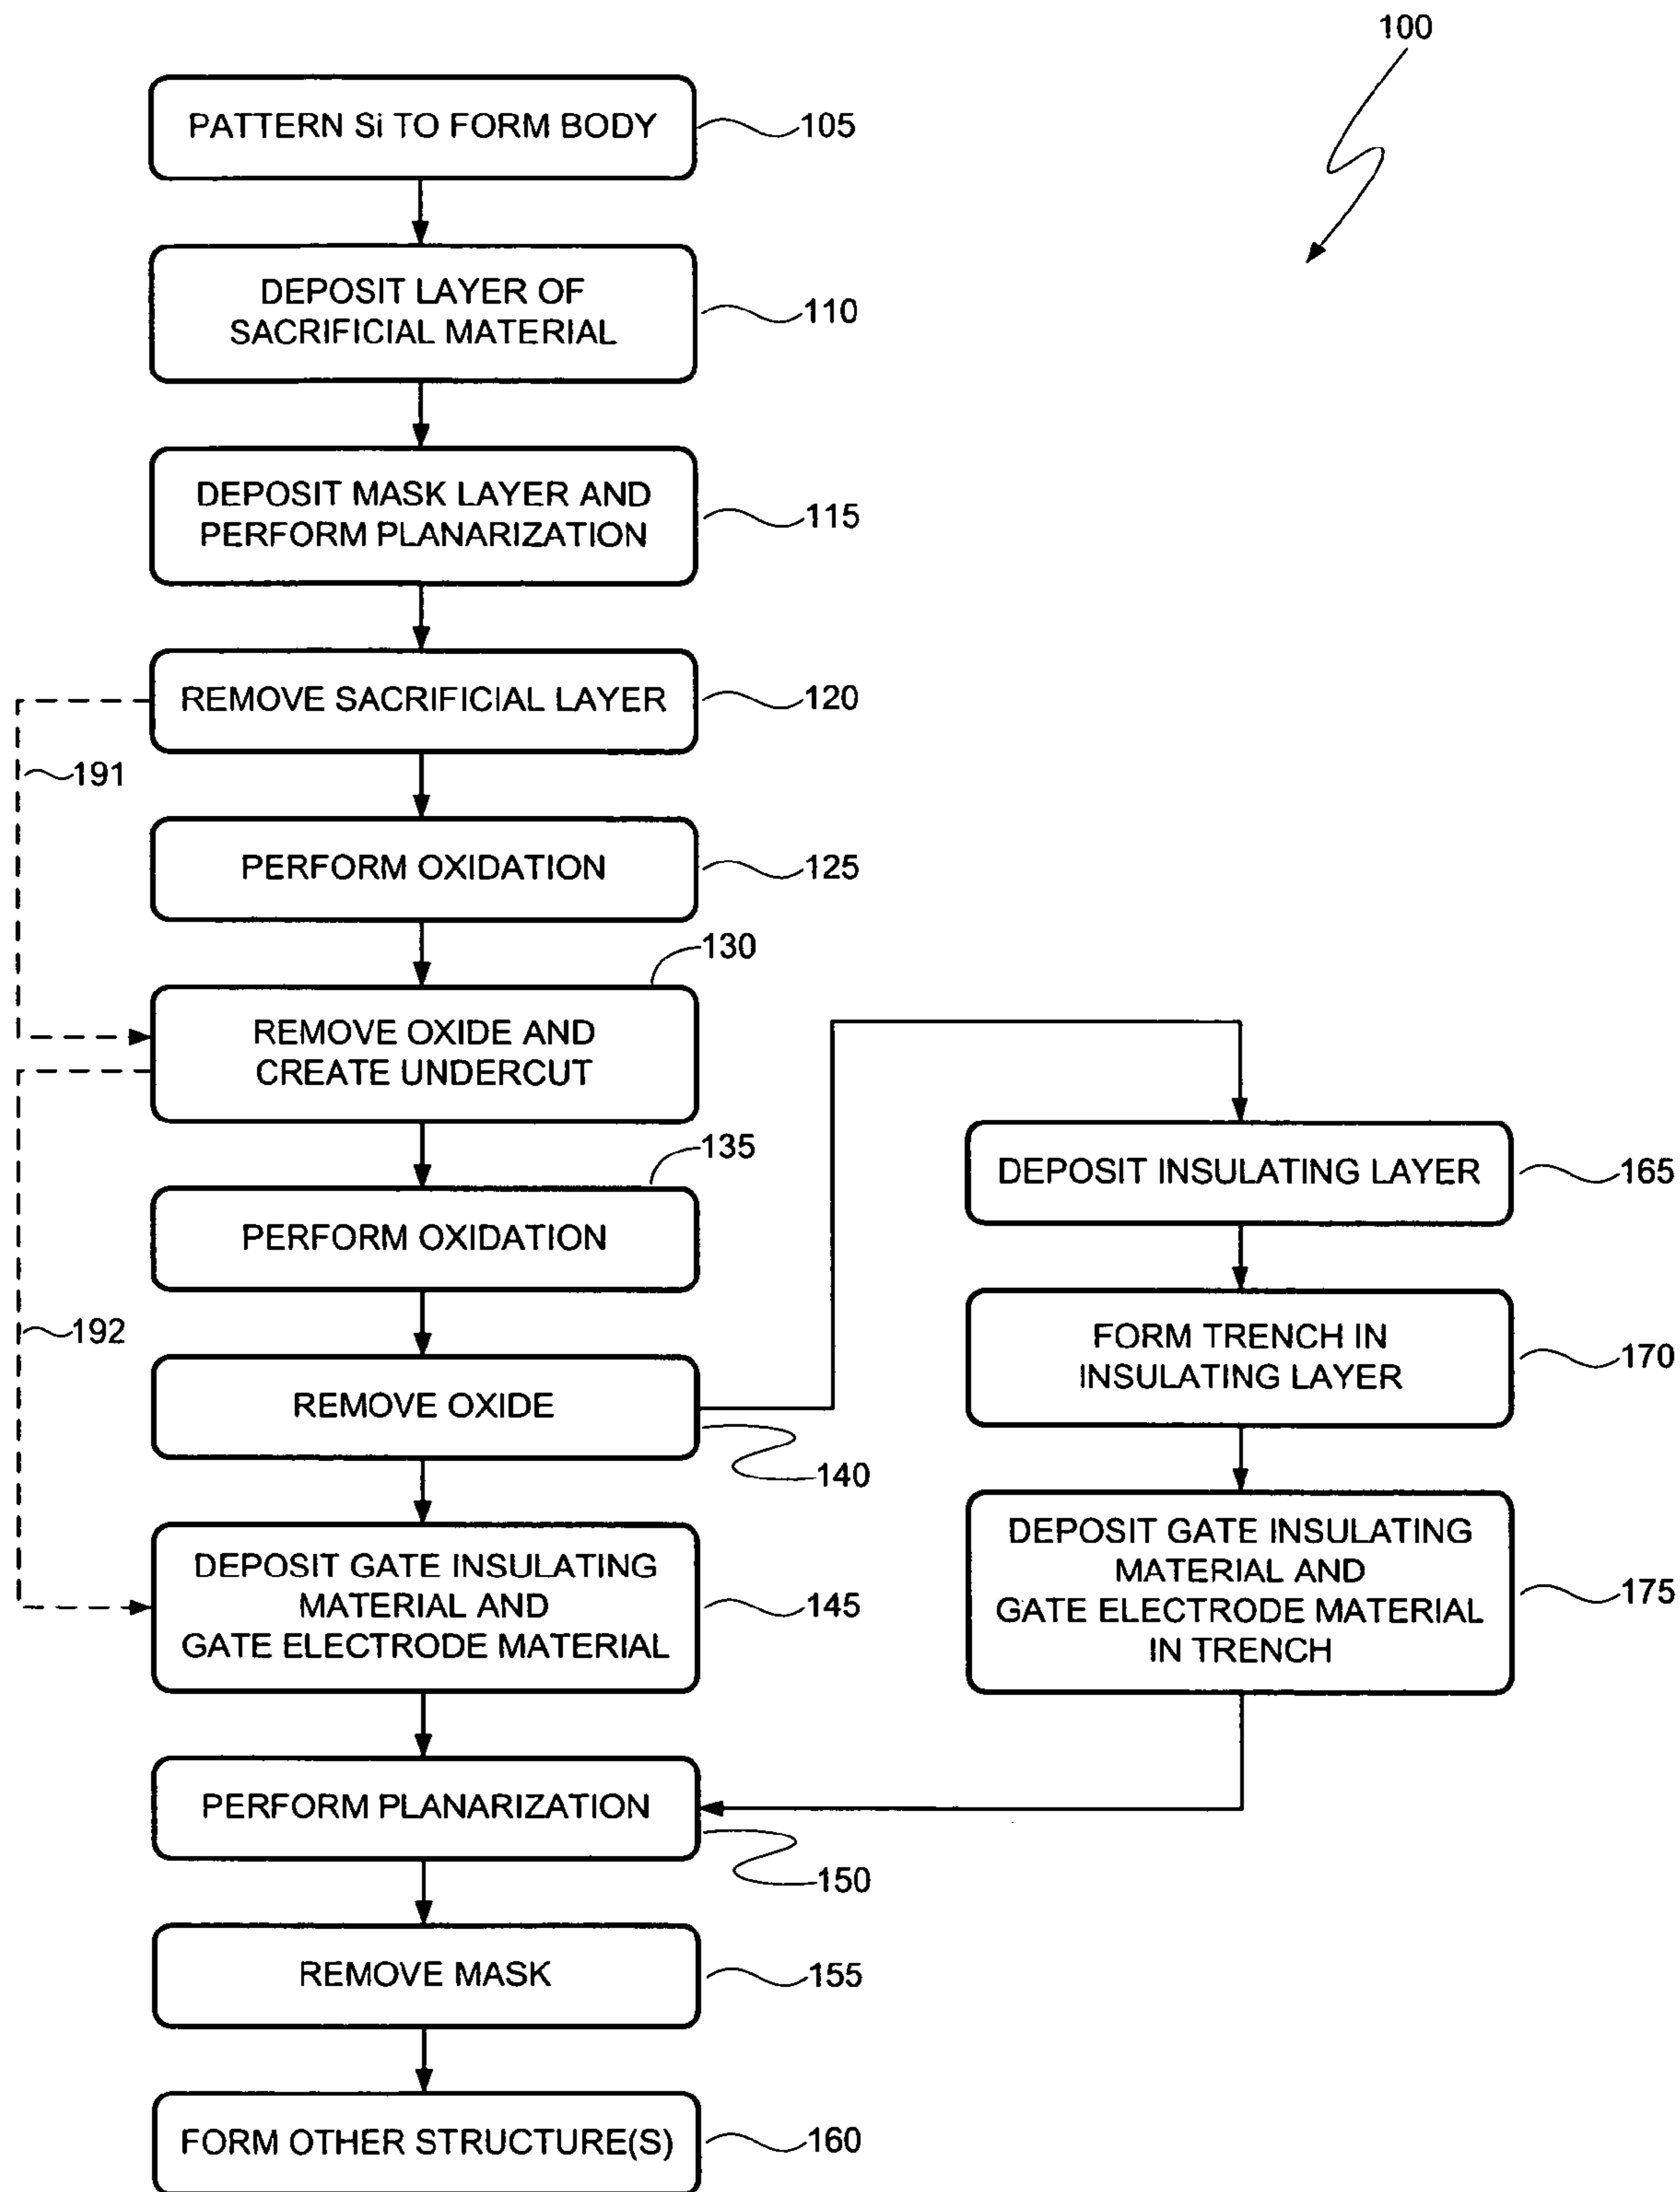 100
PATTERN Si TO FORM BODY
105
DEPOSIT LAYER OF
SACRIFICIAL MATERIAL
110
DEPOSIT MASK LAYER AND
PERFORM PLANARIZATION
115
REMOVE SACRIFICIAL LAYER
120
191
PERFORM OXIDATION
125
130
REMOVE OXIDE AND
CREATE UNDERCUT
135
PERFORM OXIDATION
192
REMOVE OXIDE
140
DEPOSIT GATE INSULATING
MATERIAL AND
GATE ELECTRODE MATERIAL
145
DEPOSIT INSULATING LAYER
165
FORM TRENCH IN
INSULATING LAYER
170
DEPOSIT GATE INSULATING
MATERIAL AND
GATE ELECTRODE MATERIAL
IN TRENCH
175
PERFORM PLANARIZATION
150
REMOVE MASK
155
FORM OTHER STRUCTURE(S)
160